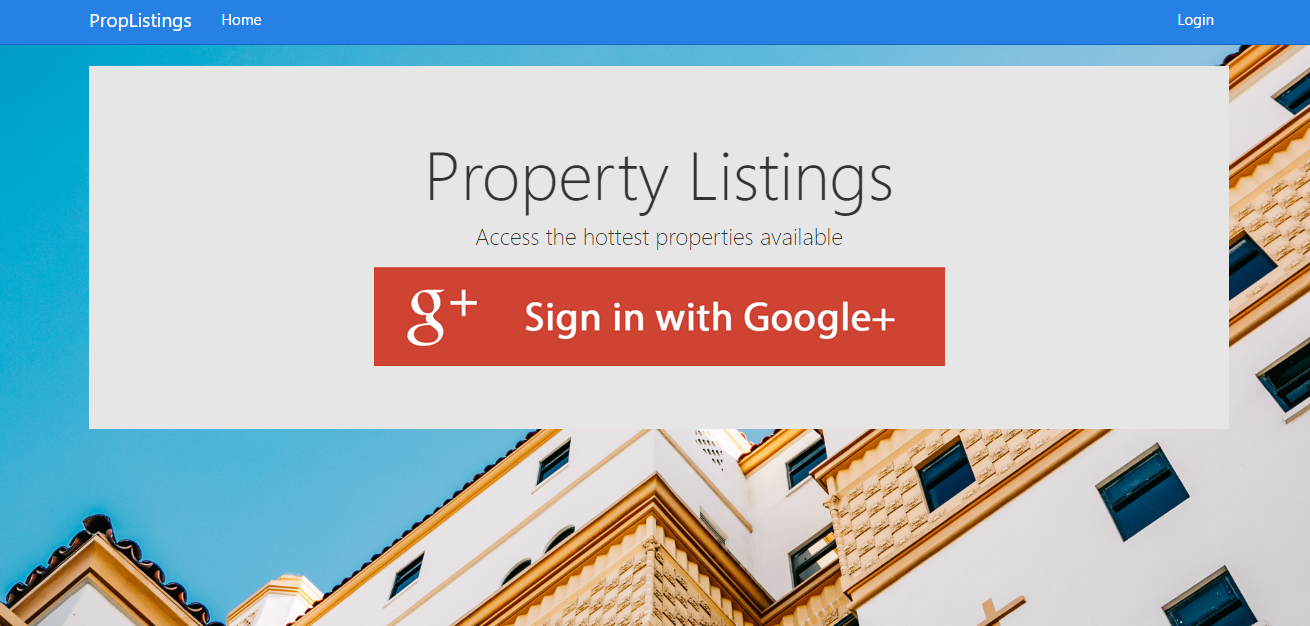 PropListings Home Login
Property Listings
Access the hottest properties available
g+ Sign in with Google+